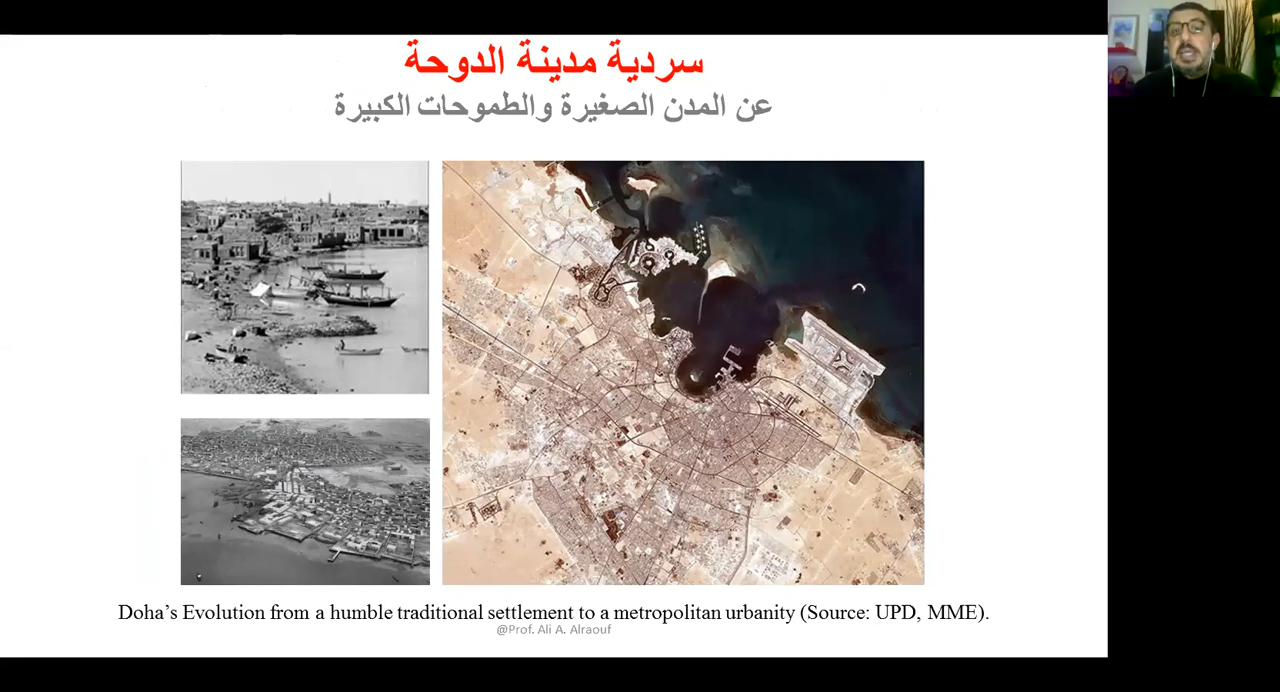 سردية مدينة الدوحة
عن المدن الصغيرة والطموحات الكبيرة
Doha's Evolution from a humble traditional settlement to a metropolitan urbanity (Source: UPD, MME).
@Prof. Ali A. Alraouf